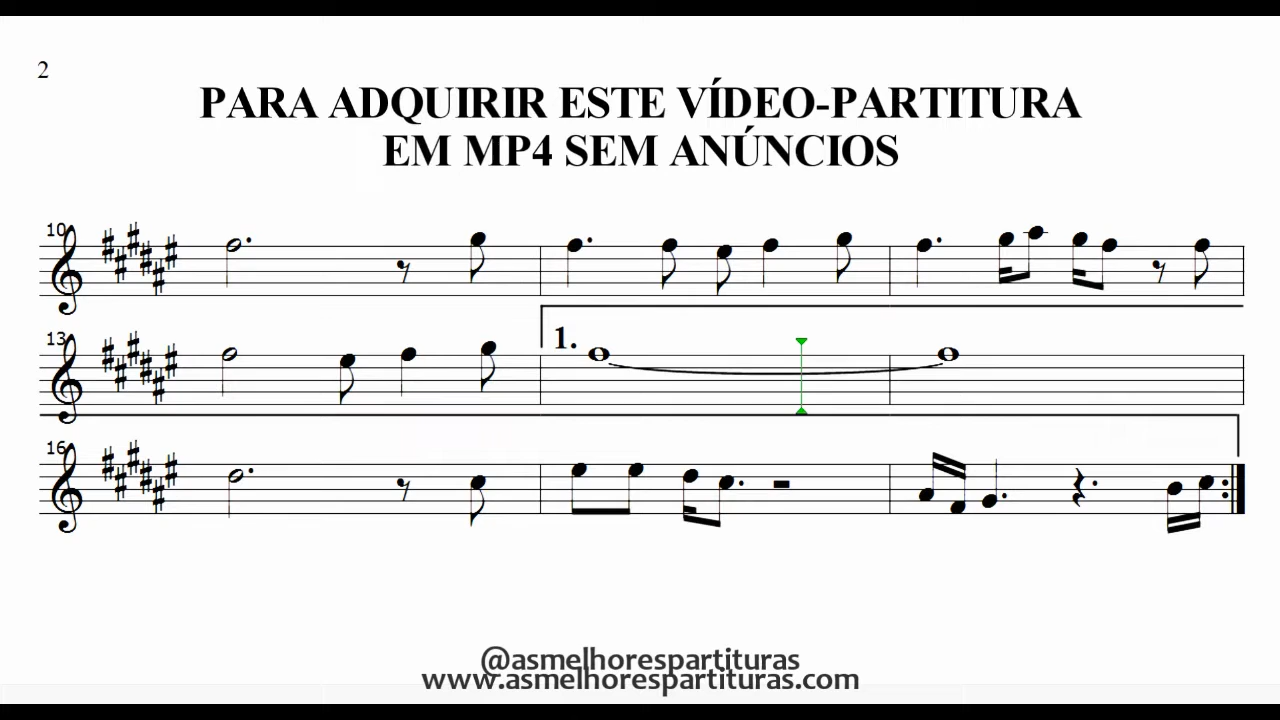 2
PARA ADQUIRIR ESTE VÍDEO-PARTITURA
EM MP4 SEM ANÚNCIOS
10
13
1.
16
@asmelhorespartituras
www.asmelhorespartituras.com